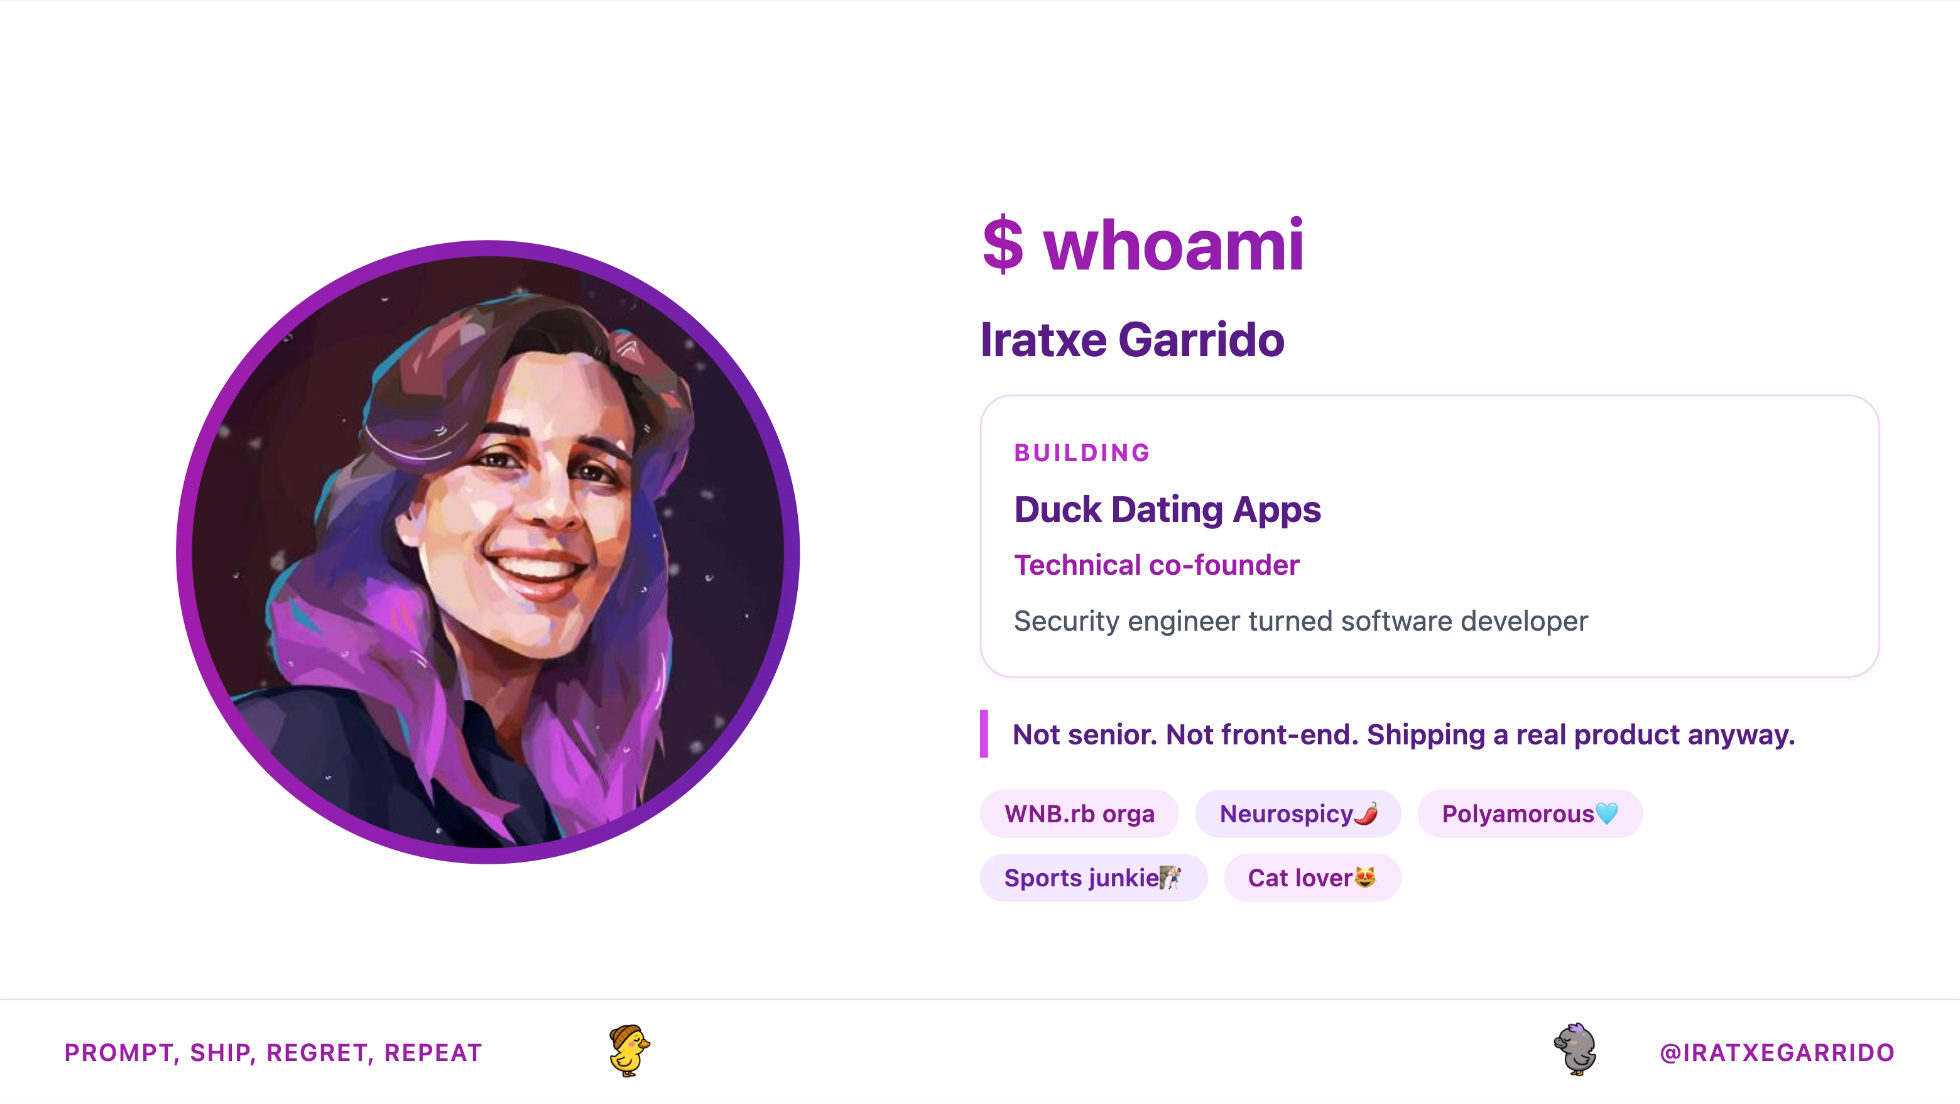 $ whoami
Iratxe Garrido
BUILDING
Duck Dating Apps
Technical co-founder
Security engineer turned software developer
Not senior. Not front-end. Shipping a real product anyway.
WNB.rb orga Neurospicy🌶️ Polyamorous🩵
Sports junkie🧗 Cat lover😻
PROMPT, SHIP, REGRET, REPEAT @IRATXEGARRIDO